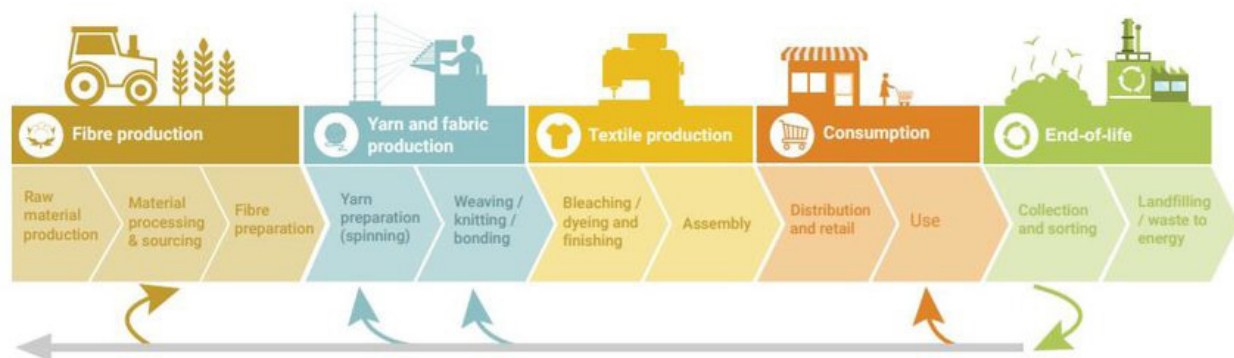 Fibre production
Yarn and fabric
production
Textile production
Consumption
End-of-life
Raw
material
production
Material
processing
& sourcing
Fibre
preparation
Yarn
preparation
(spinning)
Weaving /
knitting /
bonding
Bleaching /
dyeing and
finishing
Assembly
Distribution
and retail
Use
Collection
and sorting
Landfilling
/ waste to
energy